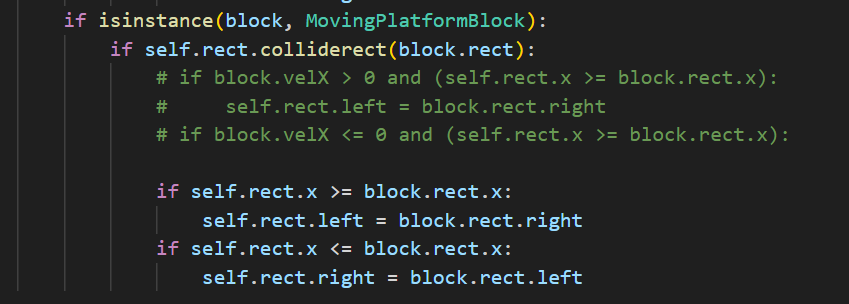 if isinstance(block, MovingPlatformBlock):
if self.rect.colliderect(block.rect):
# if block.velX > 0 and (self.rect.x >= block.rect.x):
#     self.rect.left = block.rect.right
# if block.velX <= 0 and (self.rect.x >= block.rect.x):
if self.rect.x >= block.rect.x:
self.rect.left = block.rect.right
if self.rect.x <= block.rect.x:
self.rect.right = block.rect.left